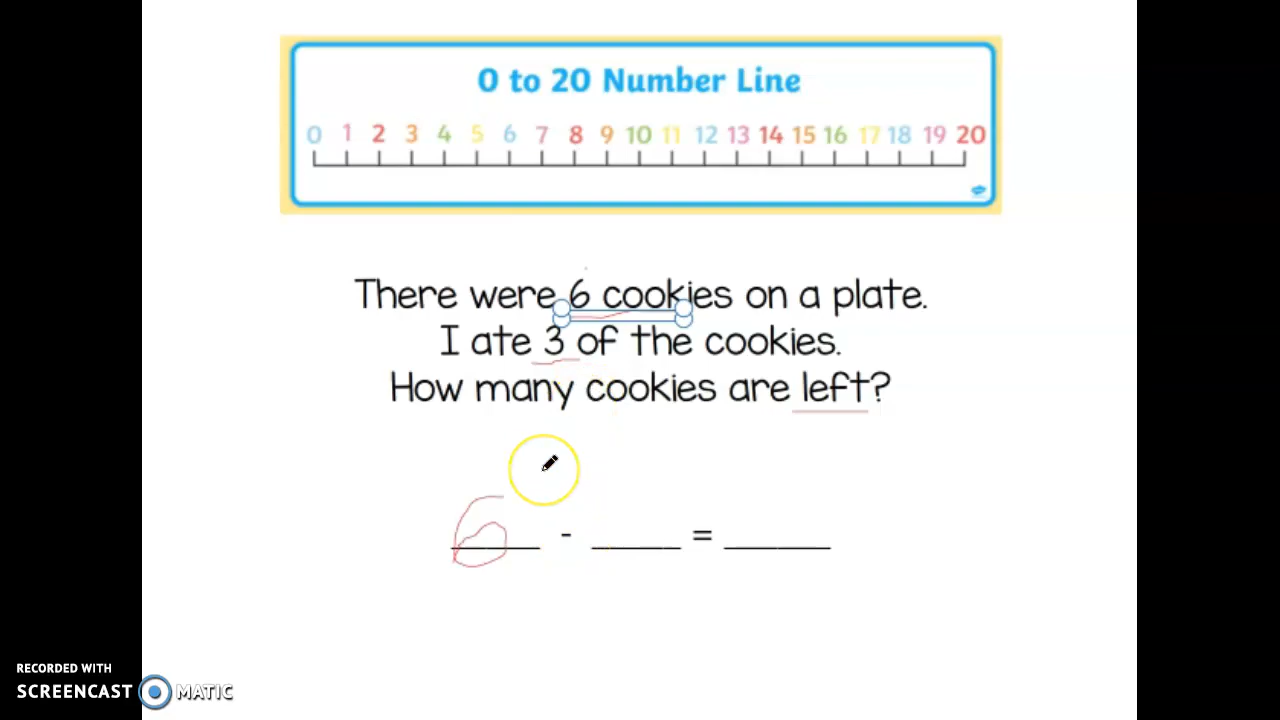 0 to 20 Number Line
0 1 2 3 4 5 6 7 8 9 10 11 12 13 14 15 16 17 18 19 20
There were 6 cookies on a plate.
I ate 3 of the cookies.
How many cookies are left?
6 - ____ = ____
RECORDED WITH
SCREENCAST MATIC